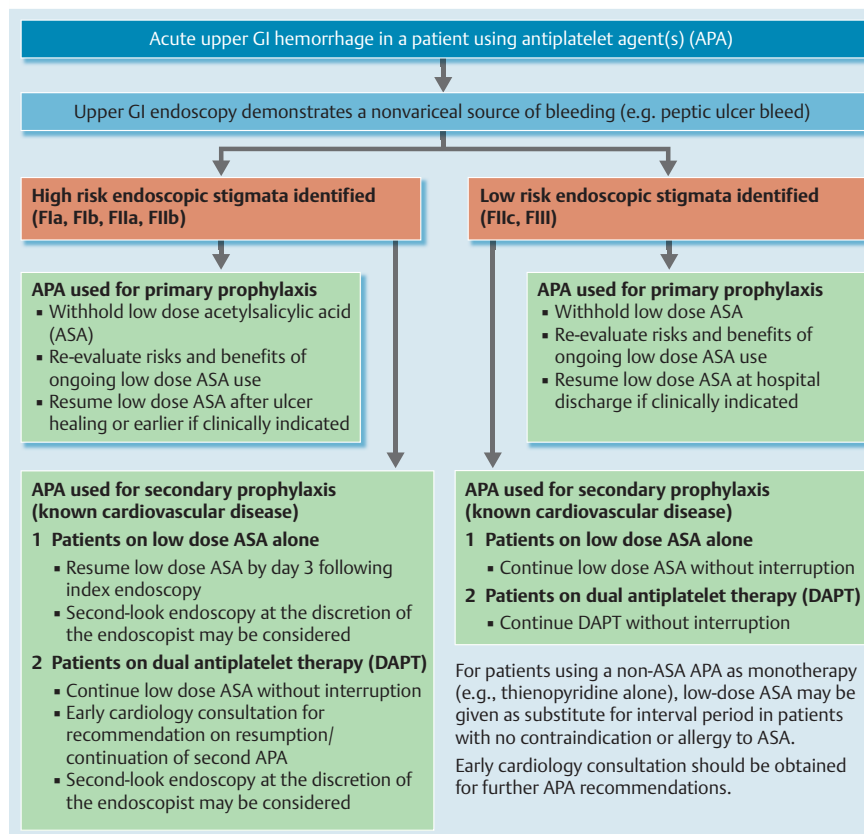 Acute upper GI hemorrhage in a patient using antiplatelet agent(s) (APA)
Upper GI endoscopy demonstrates a nonvariceal source of bleeding (e.g. peptic ulcer bleed)
High risk endoscopic stigmata identified
(FIa, FIb, FIIa, FIIb)
Low risk endoscopic stigmata identified
(FIIc, FIII)
APA used for primary prophylaxis
▪ Withhold low dose acetylsalicylic acid
(ASA)
▪ Re-evaluate risks and benefits of
ongoing low dose ASA use
▪ Resume low dose ASA after ulcer
healing or earlier if clinically indicated
APA used for primary prophylaxis
▪ Withhold low dose ASA
▪ Re-evaluate risks and benefits of
ongoing low dose ASA use
▪ Resume low dose ASA at hospital
discharge if clinically indicated
APA used for secondary prophylaxis
(known cardiovascular disease)
1 Patients on low dose ASA alone
▪ Resume low dose ASA by day 3 following
index endoscopy
▪ Second-look endoscopy at the discretion of
the endoscopist may be considered
2 Patients on dual antiplatelet therapy (DAPT)
▪ Continue low dose ASA without interruption
▪ Early cardiology consultation for
recommendation on resumption/
continuation of second APA
▪ Second-look endoscopy at the discretion of
the endoscopist may be considered
APA used for secondary prophylaxis
(known cardiovascular disease)
1 Patients on low dose ASA alone
▪ Continue low dose ASA without interruption
2 Patients on dual antiplatelet therapy (DAPT)
▪ Continue DAPT without interruption
For patients using a non-ASA APA as monotherapy
(e.g., thienopyridine alone), low-dose ASA may be
given as substitute for interval period in patients
with no contraindication or allergy to ASA.
Early cardiology consultation should be obtained
for further APA recommendations.